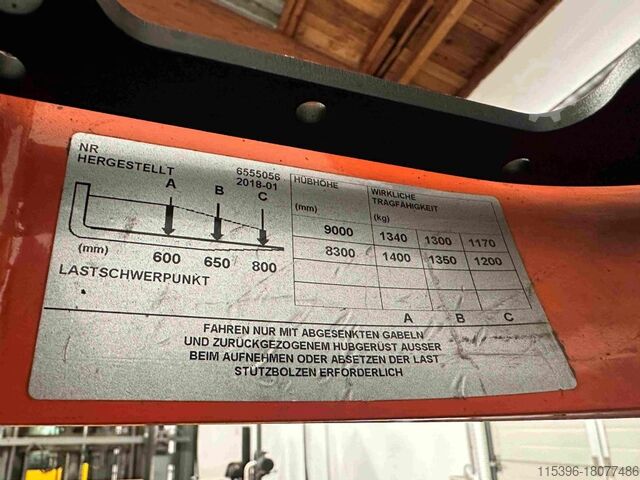 NR 6555056
HERGESTELLT 2018-01
A B C
(mm) 600 650 800
LASTSCHWERPUNKT
HUBHÖHE WIRKLICHE TRAGFÄHIGKEIT
(mm) (kg)
9000 1340 1300 1170
8300 1400 1350 1200
A B C
FAHREN NUR MIT ABGESENKTEN GABELN
UND ZURÜCKGEZOGENEM HUBGERÜST AUSSER
BEIM AUFNEHMEN ODER ABSETZEN DER LAST
STÜTZBOLZEN ERFORDERLICH
115396-18077486